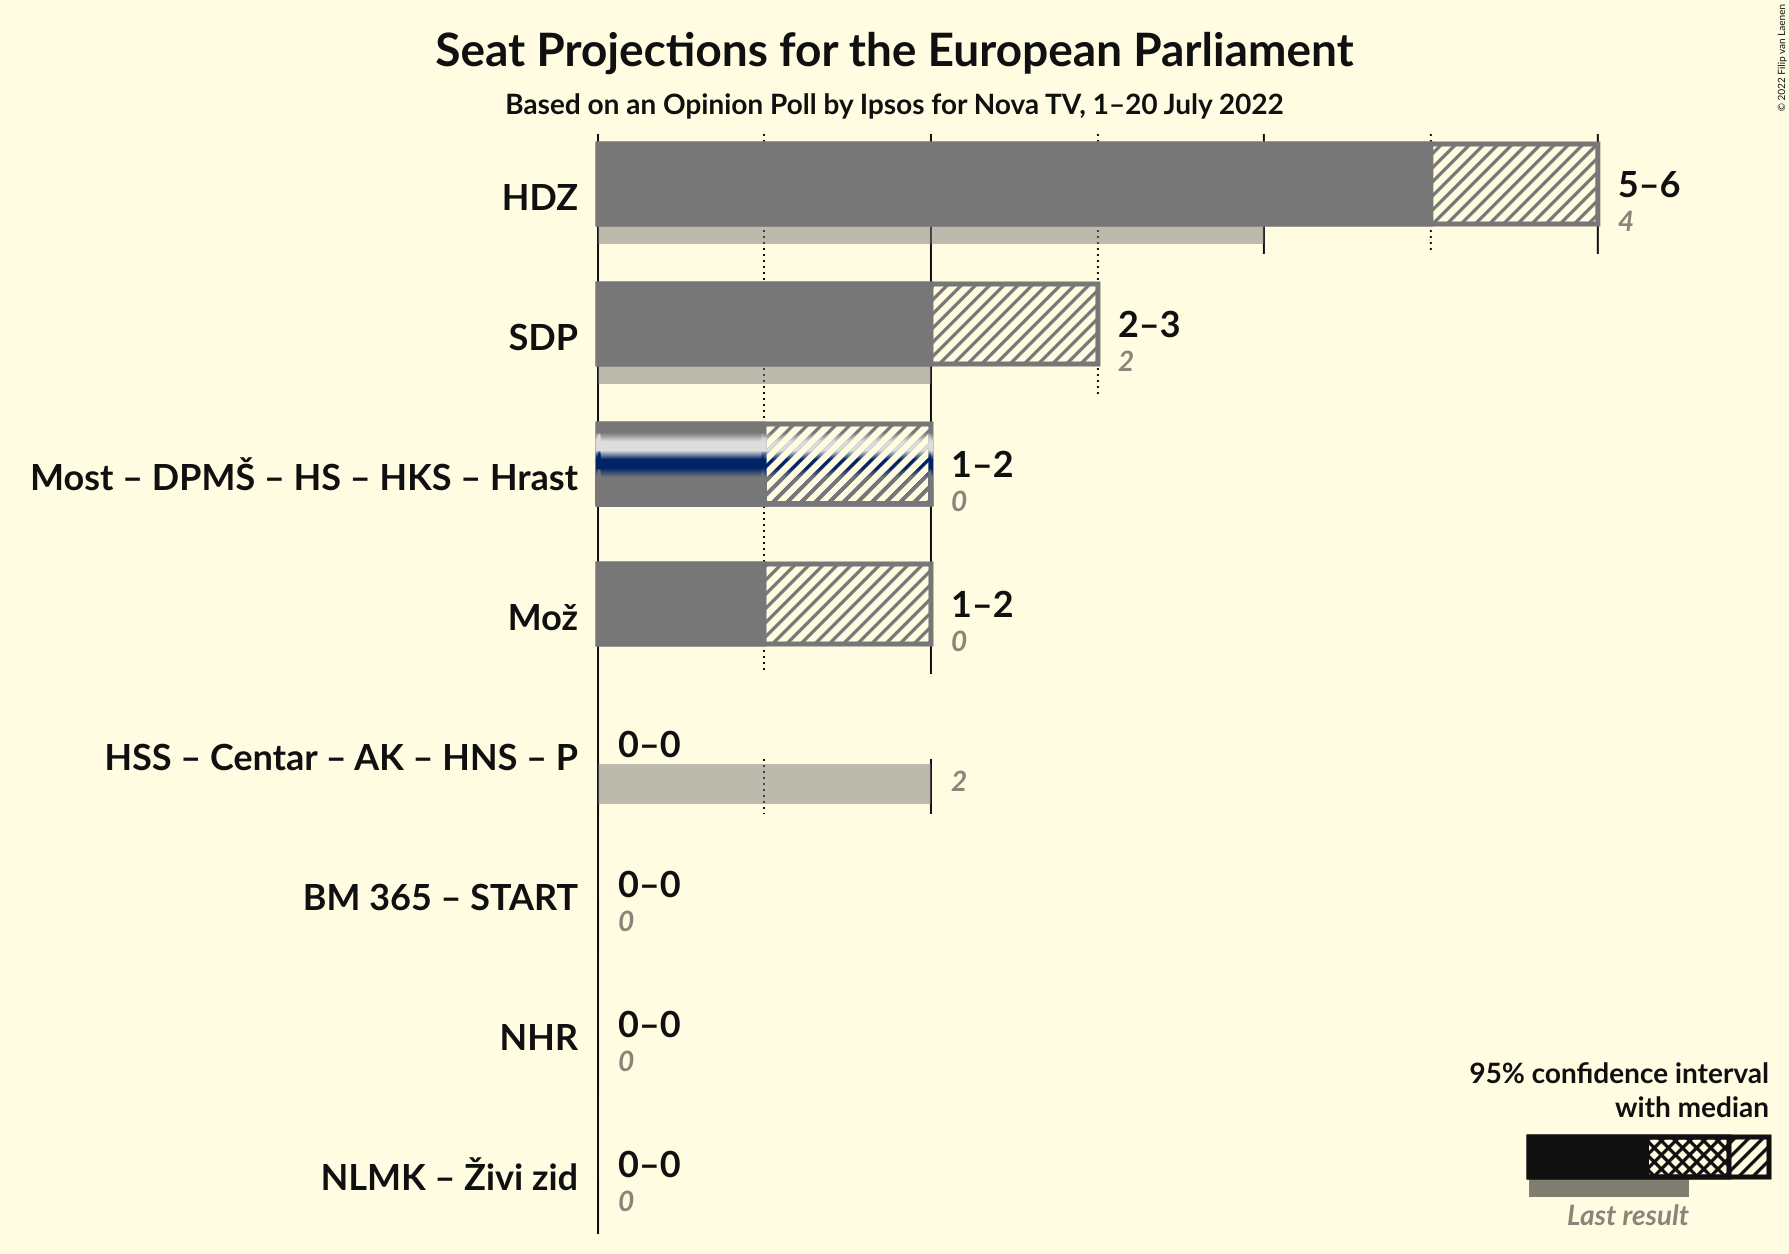 Seat Projections for the European Parliament
Based on an Opinion Poll by Ipsos for Nova TV, 1–20 July 2022
© 2022 Filip van Laenen
HDZ
5–6
4
SDP
2–3
2
Most – DPMŠ – HS – HKS – Hrast
1–2
0
Mož
1–2
0
HSS – Centar – AK – HNS – P
0–0
2
BM 365 – START
0–0
0
NHR
0–0
0
NLMK – Živi zid
0–0
0
95% confidence interval
with median
Last result